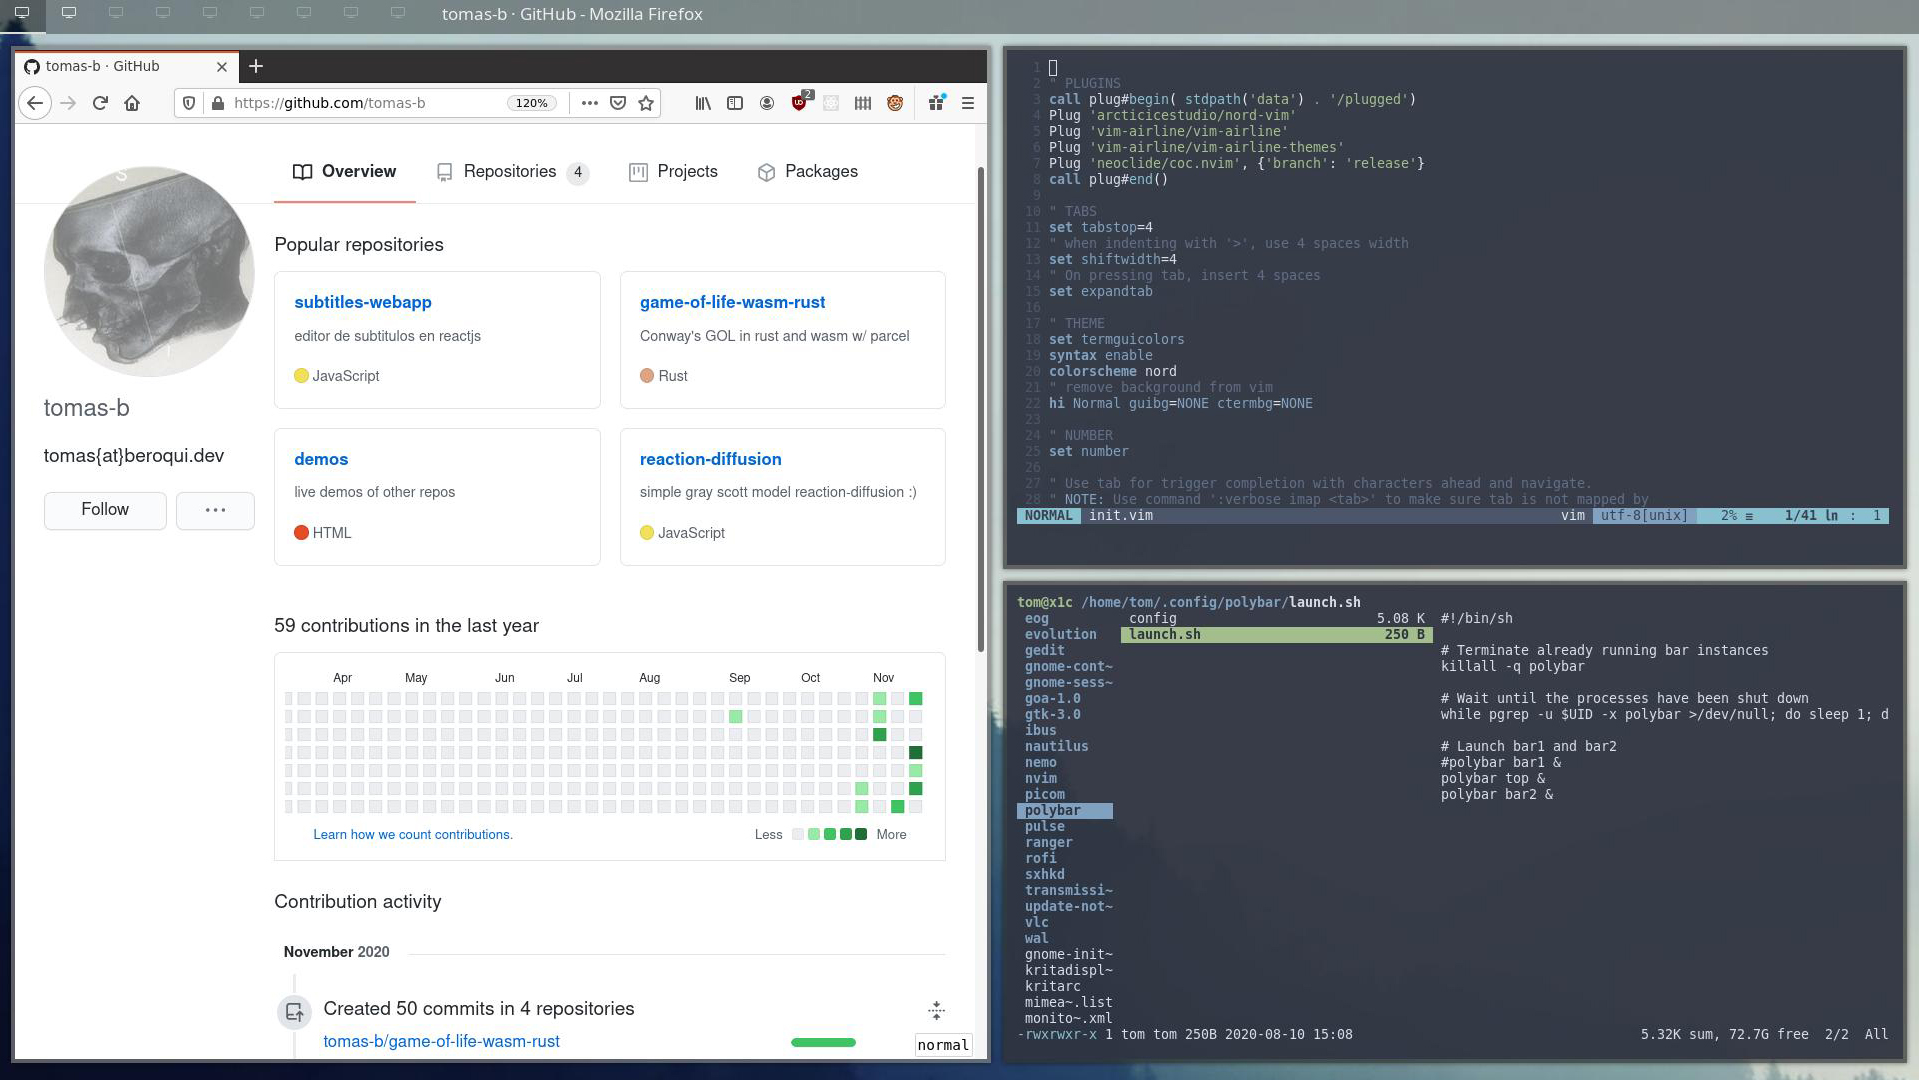 tomas-b · GitHub - Mozilla Firefox
tomas-b · GitHub
https://github.com/tomas-b
120%
2
Overview
Repositories 4
Projects
Packages
tomas-b
tomas{at}beroqui.dev
Follow
Popular repositories
subtitles-webapp
editor de subtitulos en reactjs
JavaScript
game-of-life-wasm-rust
Conway's GOL in rust and wasm w/ parcel
Rust
demos
live demos of other repos
HTML
reaction-diffusion
simple gray scott model reaction-diffusion :)
JavaScript
59 contributions in the last year
Apr May Jun Jul Aug Sep Oct Nov
Learn how we count contributions.
Less More
Contribution activity
November 2020
Created 50 commits in 4 repositories
tomas-b/game-of-life-wasm-rust
normal
1
2 " PLUGINS
3 call plug#begin( stdpath('data') . '/plugged')
4 Plug 'arcticicestudio/nord-vim'
5 Plug 'vim-airline/vim-airline'
6 Plug 'vim-airline/vim-airline-themes'
7 Plug 'neoclide/coc.nvim', {'branch': 'release'}
8 call plug#end()
9
10 " TABS
11 set tabstop=4
12 " when indenting with '>', use 4 spaces width
13 set shiftwidth=4
14 " On pressing tab, insert 4 spaces
15 set expandtab
16
17 " THEME
18 set termguicolors
19 syntax enable
20 colorscheme nord
21 " remove background from vim
22 hi Normal guibg=NONE ctermbg=NONE
23
24 " NUMBER
25 set number
26
27 " Use tab for trigger completion with characters ahead and navigate.
28 " NOTE: Use command ':verbose imap <tab>' to make sure tab is not mapped by
NORMAL init.vim vim utf-8[unix] 2% ≡ 1/41 ln : 1
tom@x1c /home/tom/.config/polybar/launch.sh
eog
evolution
gedit
gnome-cont~
gnome-sess~
goa-1.0
gtk-3.0
ibus
nautilus
nemo
nvim
picom
polybar
pulse
ranger
rofi
sxhkd
transmissi~
update-not~
vlc
wal
gnome-init~
kritadispl~
kritarc
mimea~.list
monito~.xml
config 5.08 K
launch.sh 250 B
#!/bin/sh
# Terminate already running bar instances
killall -q polybar
# Wait until the processes have been shut down
while pgrep -u $UID -x polybar >/dev/null; do sleep 1; d
# Launch bar1 and bar2
#polybar bar1 &
polybar top &
polybar bar2 &
-rwxrwxr-x 1 tom tom 250B 2020-08-10 15:08 5.32K sum, 72.7G free 2/2 All